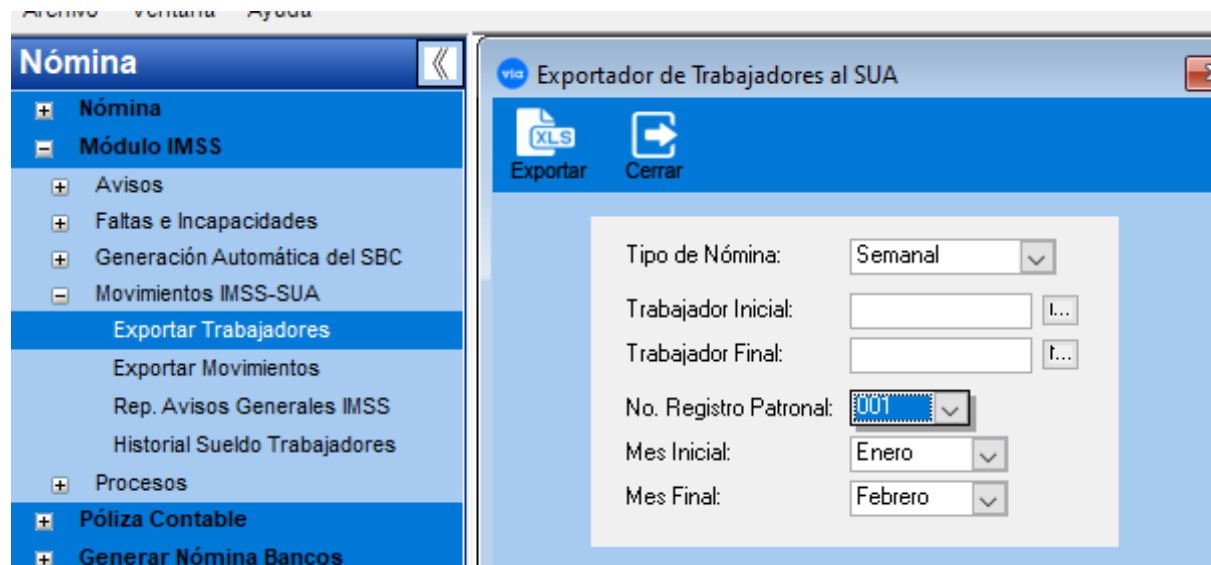 Archivo Ventana Ayuda
Nómina
Nómina
Módulo IMSS
Avisos
Faltas e Incapacidades
Generación Automática del SBC
Movimientos IMSS-SUA
Exportar Trabajadores
Exportar Movimientos
Rep. Avisos Generales IMSS
Historial Sueldo Trabajadores
Procesos
Póliza Contable
Generar Nómina Bancos
via Exportador de Trabajadores al SUA
XLS
Exportar Cerrar
Tipo de Nómina: Semanal
Trabajador Inicial:
Trabajador Final:
No. Registro Patronal: 001
Mes Inicial: Enero
Mes Final: Febrero